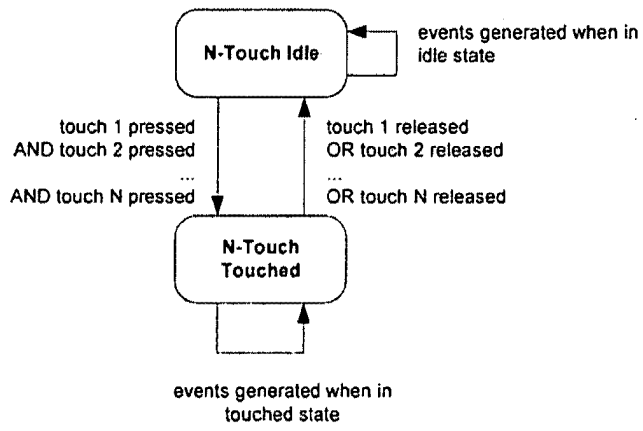 N-Touch Idle
events generated when in
idle state
touch 1 pressed
AND touch 2 pressed
...
AND touch N pressed
touch 1 released
OR touch 2 released
...
OR touch N released
N-Touch
Touched
events generated when in
touched state